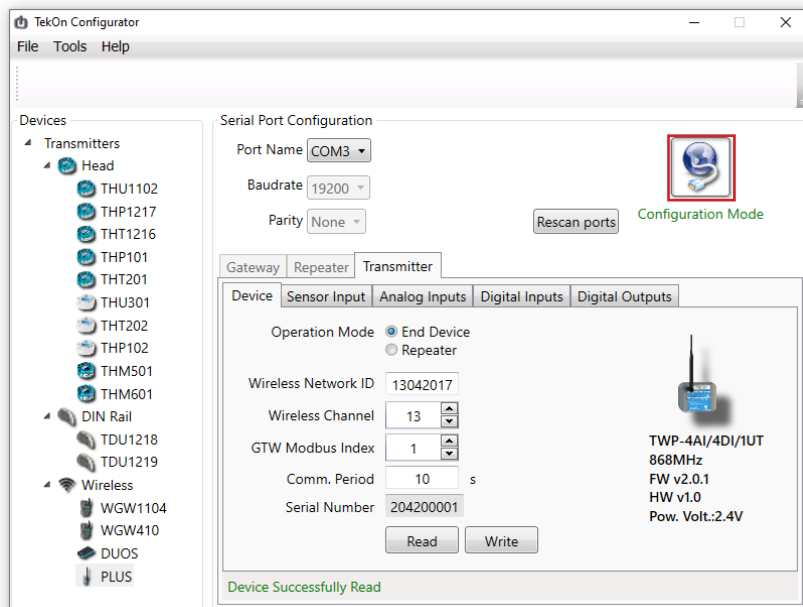 TekOn Configurator
File Tools Help
Devices
Transmitters
Head
THU1102
THP1217
THT1216
THP101
THT201
THU301
THT202
THP102
THM501
THM601
DIN Rail
TDU1218
TDU1219
Wireless
WGW1104
WGW410
DUOS
PLUS
Serial Port Configuration
Port Name COM3
Baudrate 19200
Parity None
Rescan ports
Configuration Mode
Gateway Repeater Transmitter
Device Sensor Input Analog Inputs Digital Inputs Digital Outputs
Operation Mode End Device
Repeater
Wireless Network ID 13042017
Wireless Channel 13
GTW Modbus Index 1
Comm. Period 10 s
Serial Number 204200001
Read Write
TWP-4AI/4DI/1UT
868MHz
FW v2.0.1
HW v1.0
Pow. Volt.:2.4V
Device Successfully Read